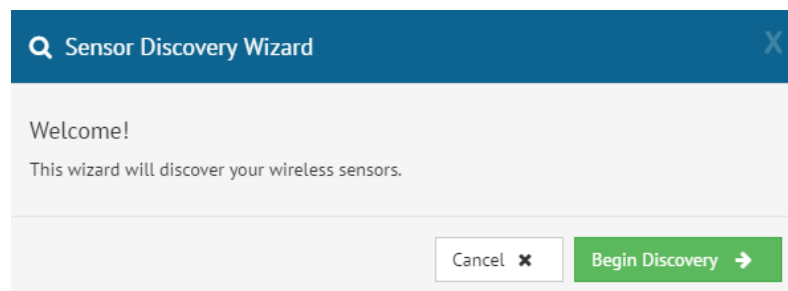 Sensor Discovery Wizard X
Welcome!
This wizard will discover your wireless sensors.
Cancel ✖ Begin Discovery →